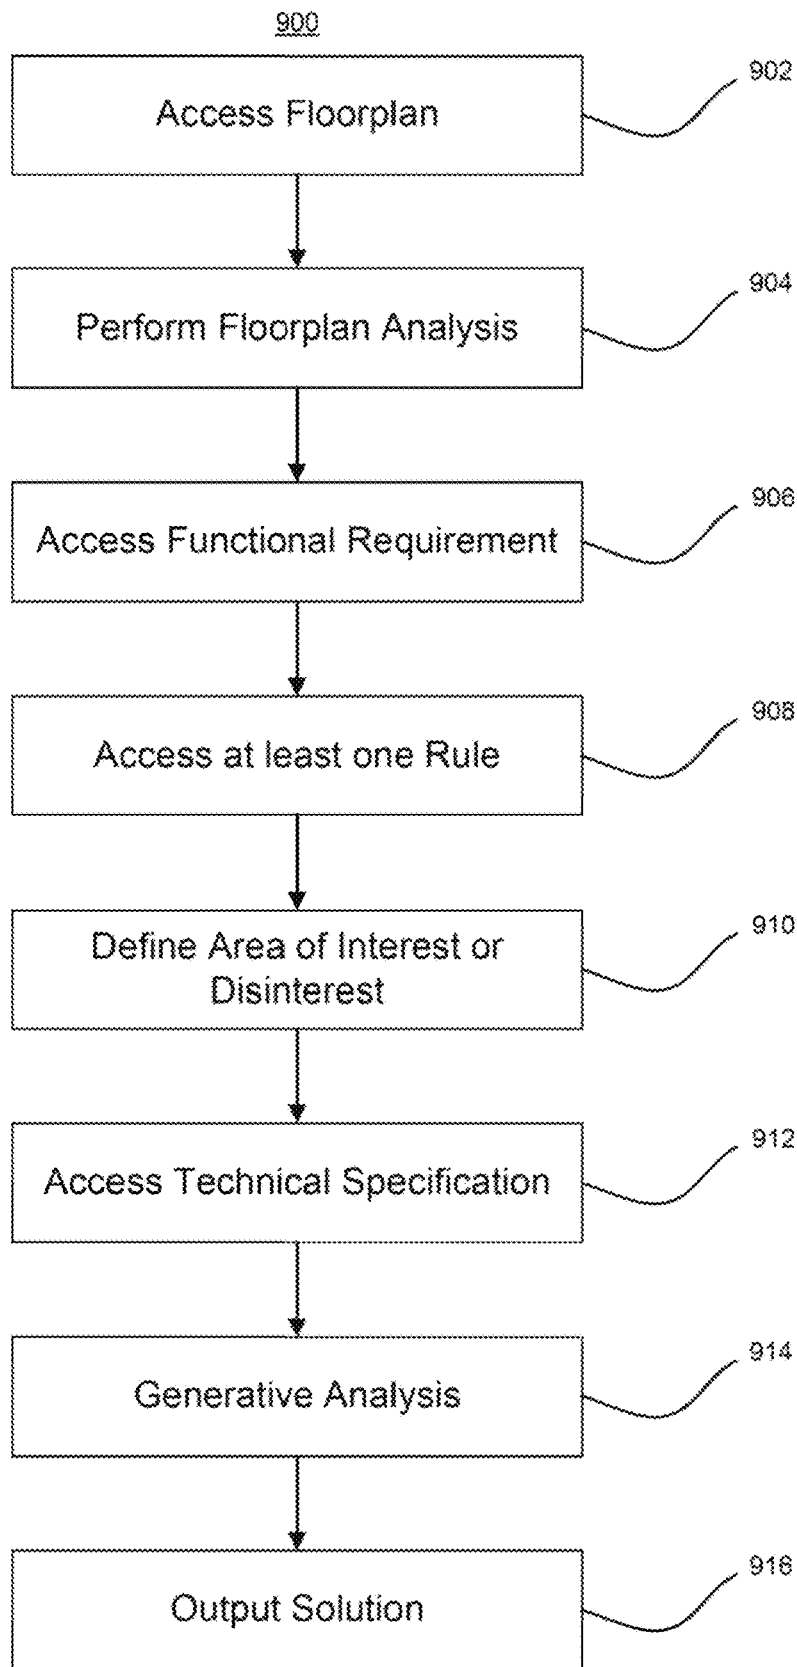 900
Access Floorplan
902
Perform Floorplan Analysis
904
Access Functional Requirement
906
Access at least one Rule
908
Define Area of Interest or
Disinterest
910
Access Technical Specification
912
Generative Analysis
914
Output Solution
916